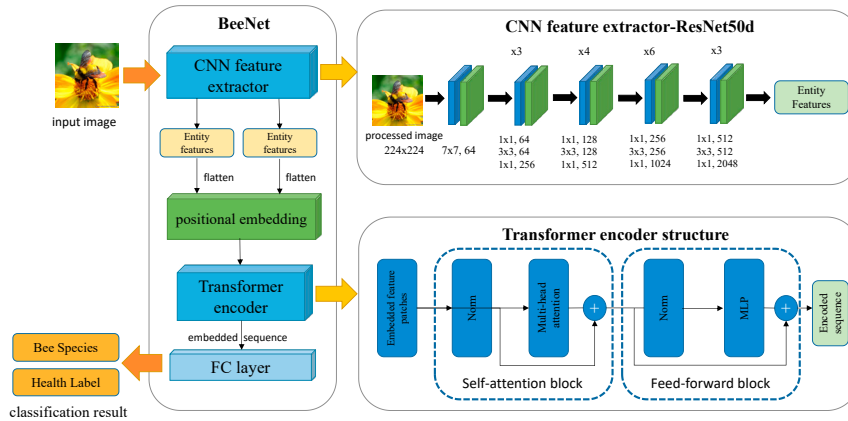 BeeNet
CNN feature
extractor
input image
Entity
features
Entity
features
flatten
flatten
positional embedding
Transformer
encoder
embedded sequence
FC layer
Bee Species
Health Label
classification result
CNN feature extractor-ResNet50d
x3
x4
x6
x3
processed image
224x224
7x7, 64
1x1, 64
3x3, 64
1x1, 256
1x1, 128
3x3, 128
1x1, 512
1x1, 256
3x3, 256
1x1, 1024
1x1, 512
3x3, 512
1x1, 2048
Entity
Features
Transformer encoder structure
Embedded feature
patches
Norm
Multi-head
attention
+
Self-attention block
Norm
MLP
+
Feed-forward block
Encoded
sequence